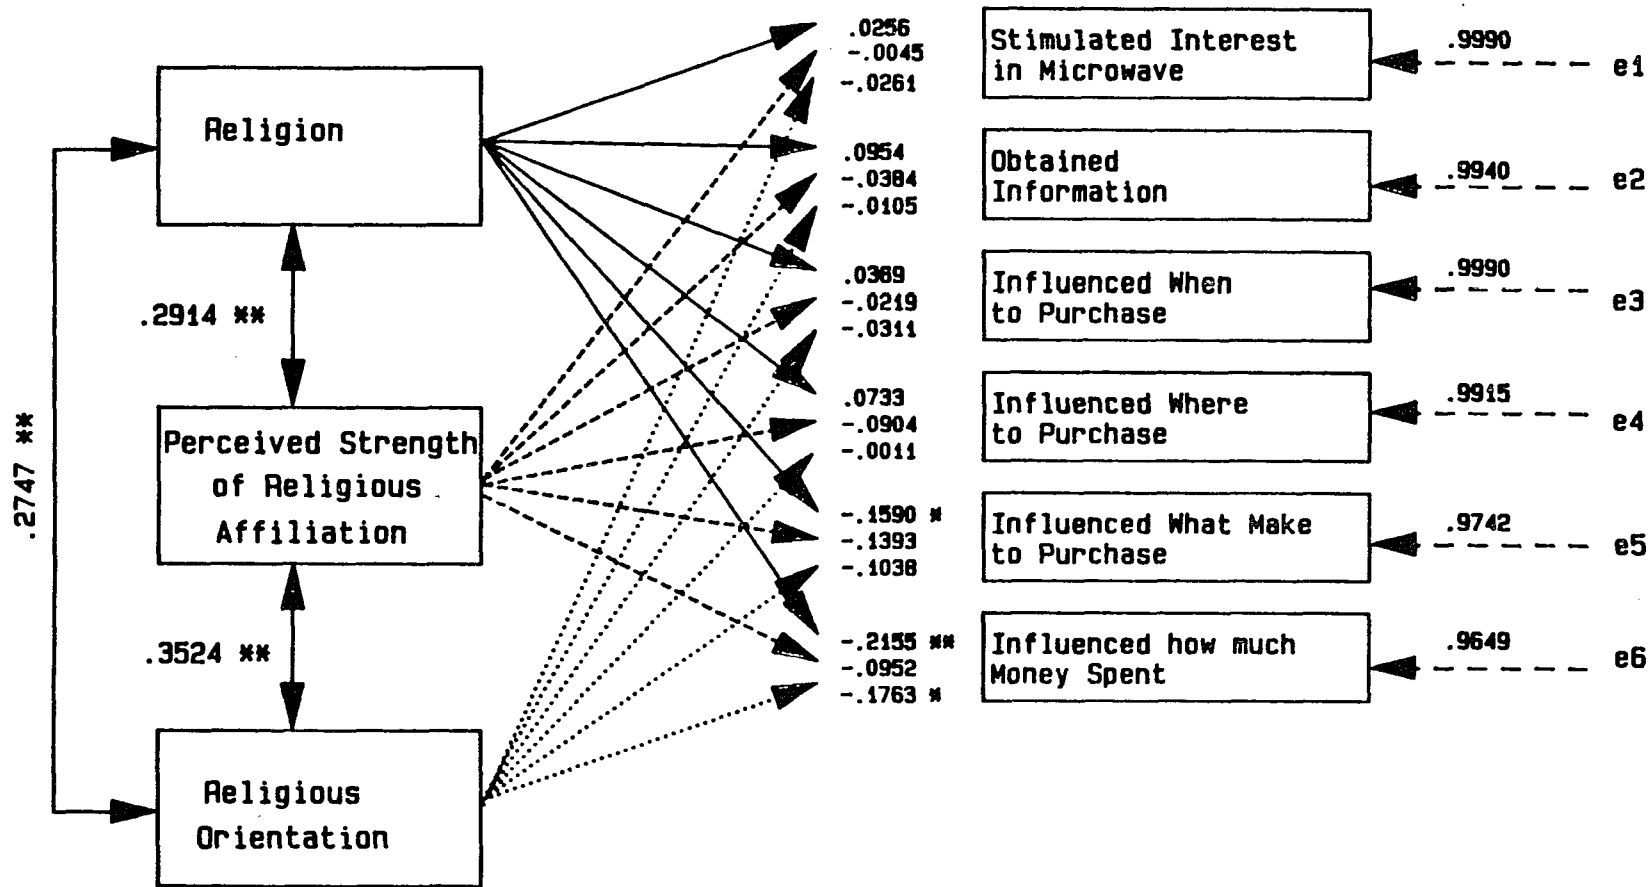 Religion
.2914 **
.2747 **
Perceived Strength
of Religious
Affiliation
.3524 **
Religious
Orientation
.0256
-.0045
-.0261
Stimulated Interest
in Microwave
.9990
e1
.0954
-.0384
-.0105
Obtained
Information
.9940
e2
.0369
-.0219
-.0311
Influenced When
to Purchase
.9990
e3
.0733
-.0904
-.0011
Influenced Where
to Purchase
.9915
e4
-.1590 *
-.1393
-.1038
Influenced What Make
to Purchase
.9742
e5
-.2155 **
-.0952
-.1763 *
Influenced how much
Money Spent
.9649
e6